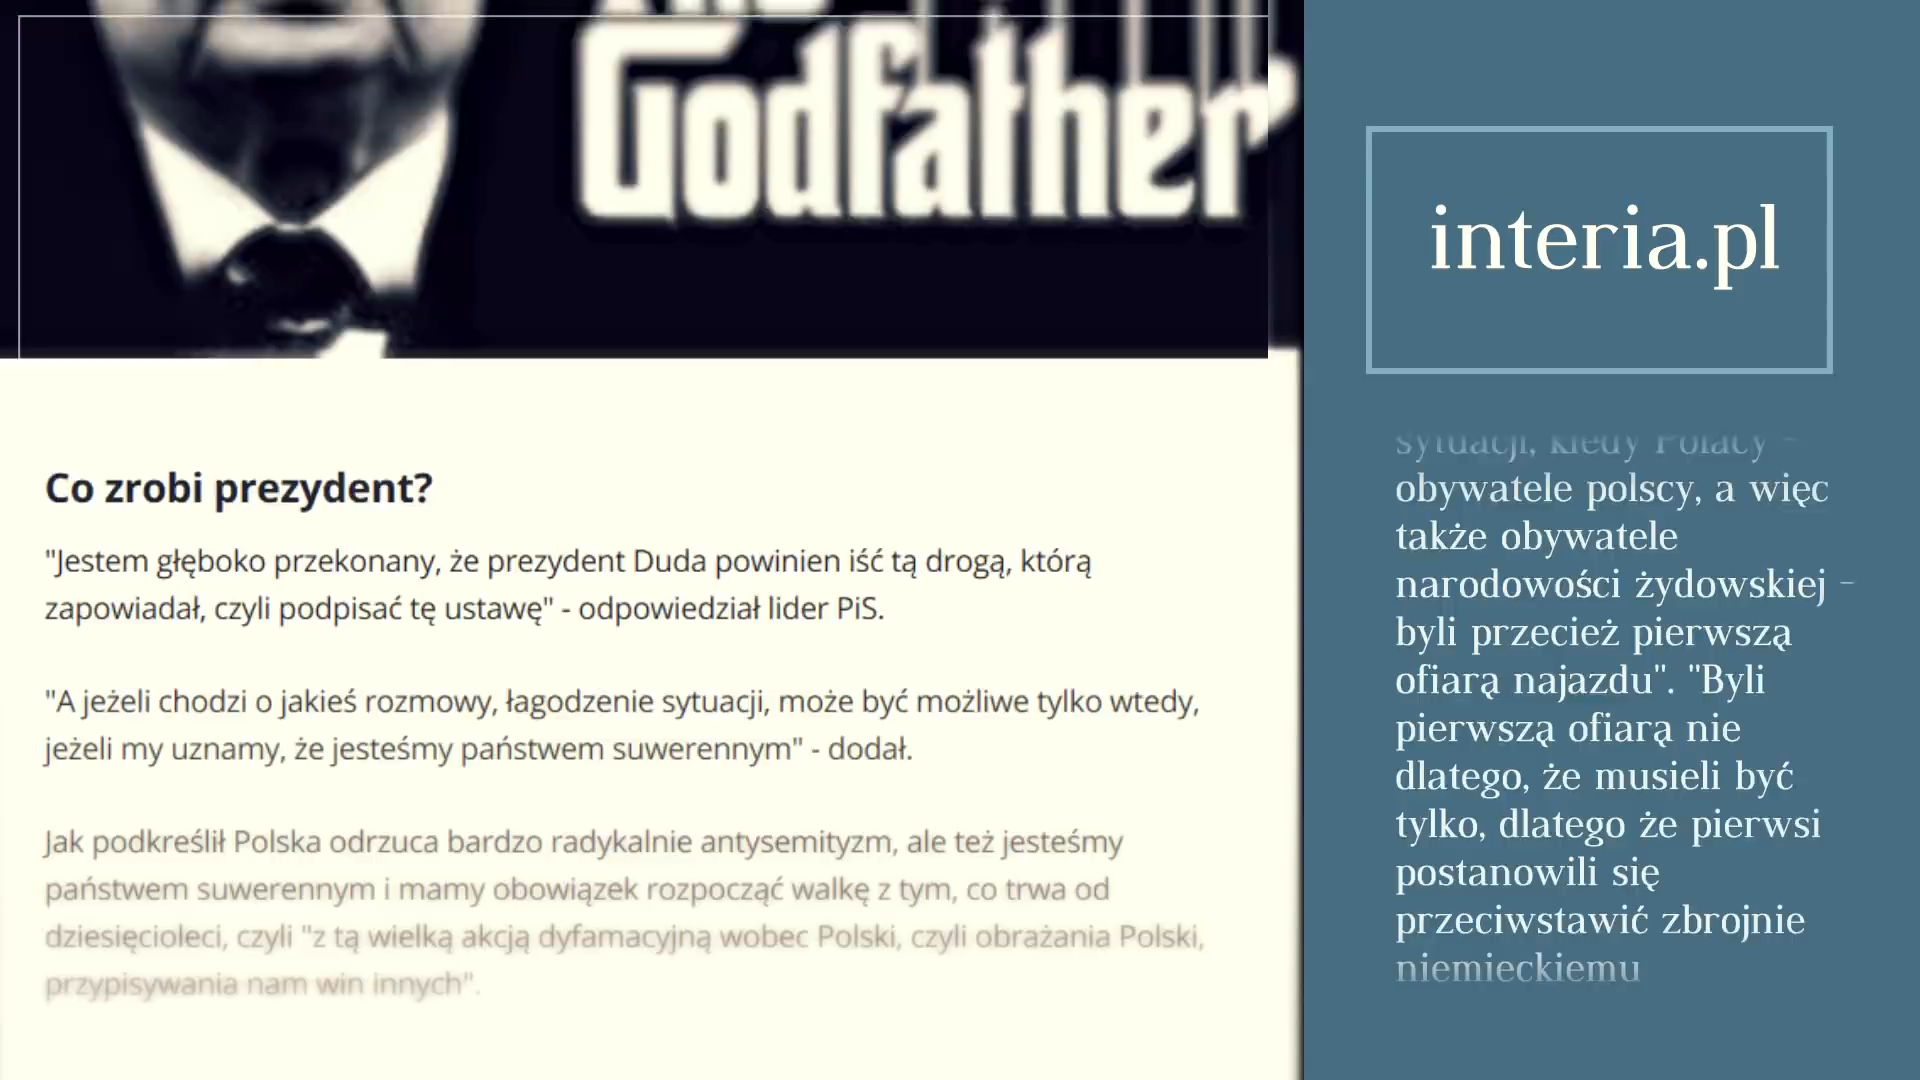 Godfather
Co zrobi prezydent?
"Jestem głęboko przekonany, że prezydent Duda powinien iść tą drogą, którą
zapowiadał, czyli podpisać tę ustawę" - odpowiedział lider PiS.
"A jeżeli chodzi o jakieś rozmowy, łagodzenie sytuacji, może być możliwe tylko wtedy,
jeżeli my uznamy, że jesteśmy państwem suwerennym" - dodał.
Jak podkreślił Polska odrzuca bardzo radykalnie antysemityzm, ale też jesteśmy
państwem suwerennym i mamy obowiązek rozpocząć walkę z tym, co trwa od
dziesięcioleci, czyli "z tą wielką akcją dyfamacyjną wobec Polski, czyli obrażania Polski,
przypisywania nam win innych".
interia.pl
sytuacji, kiedy Polacy -
obywatele polscy, a więc
także obywatele
narodowości żydowskiej -
byli przecież pierwszą
ofiarą najazdu". "Byli
pierwszą ofiarą nie
dlatego, że musieli być
tylko, dlatego że pierwsi
postanowili się
przeciwstawić zbrojnie
niemieckiemu